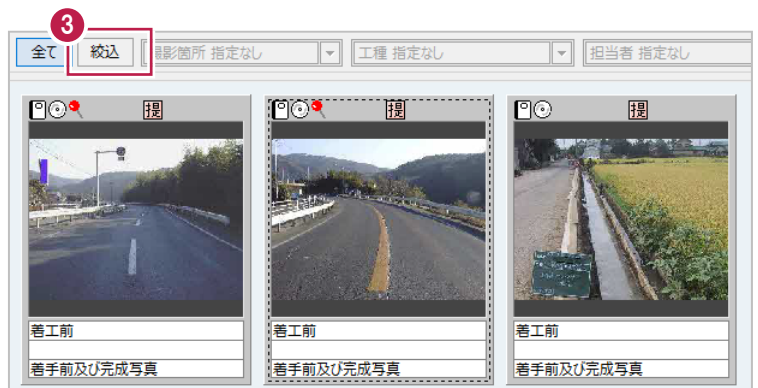 3
全て 絞込 撮影箇所 指定なし 工種 指定なし 担当者 指定なし
提 提 提
着工前 着工前 着工前
着手前及び完成写真 着手前及び完成写真 着手前及び完成写真